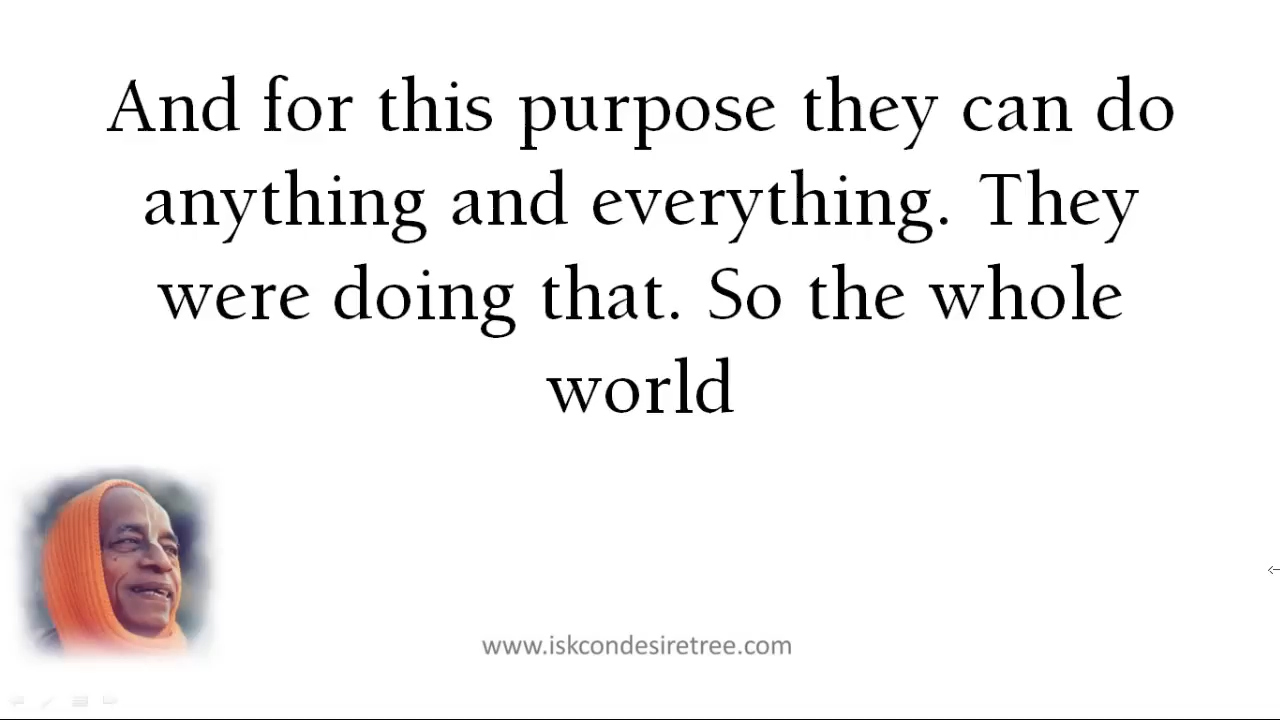 And for this purpose they can do
anything and everything. They
were doing that. So the whole
world
www.iskcondesiretree.com